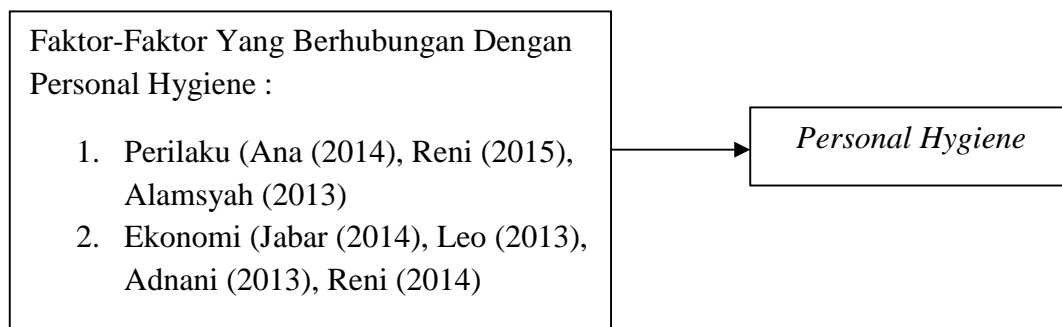 Faktor-Faktor Yang Berhubungan Dengan
Personal Hygiene :
1. Perilaku (Ana (2014), Reni (2015),
Alamsyah (2013)
2. Ekonomi (Jabar (2014), Leo (2013),
Adnani (2013), Reni (2014)
Personal Hygiene